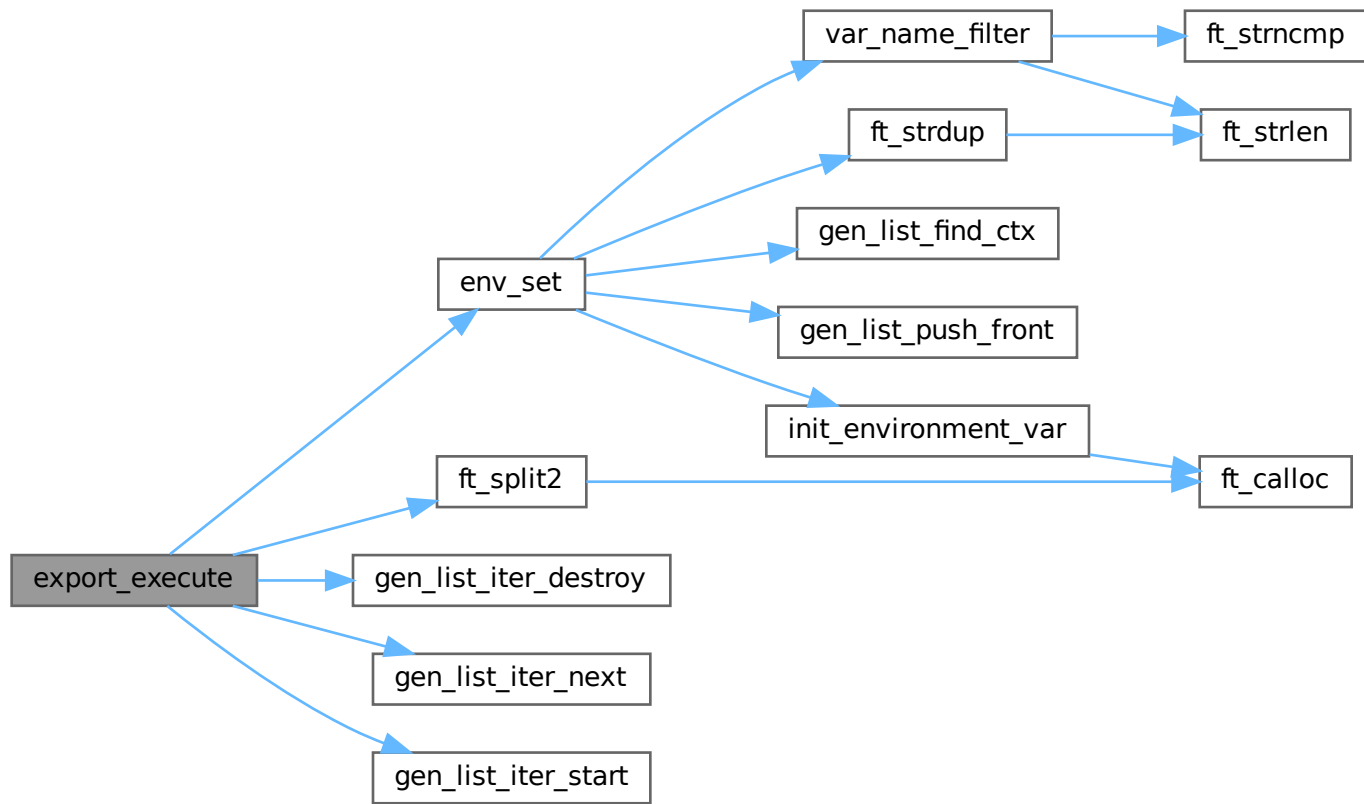 var_name_filter
ft_strncmp
ft_strdup
ft_strlen
gen_list_find_ctx
env_set
gen_list_push_front
init_environment_var
ft_split2
ft_calloc
export_execute
gen_list_iter_destroy
gen_list_iter_next
gen_list_iter_start